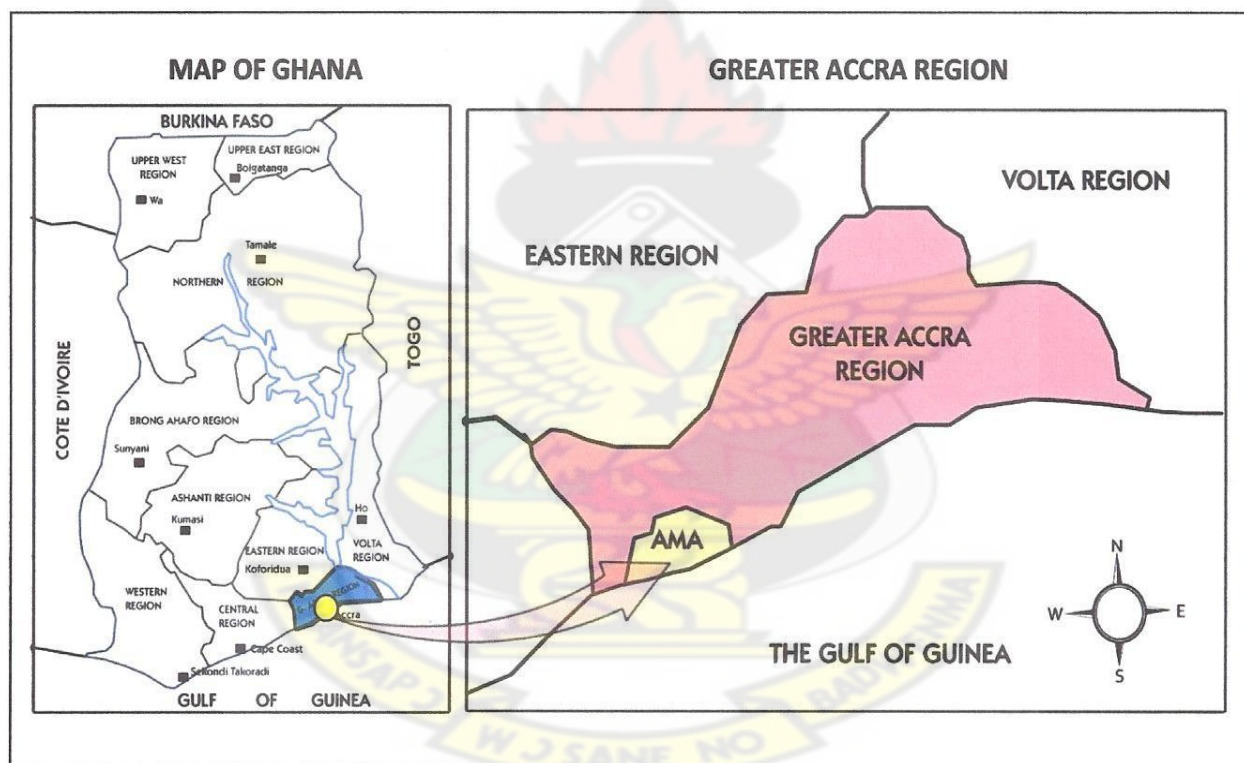 MAP OF GHANA
BURKINA FASO
UPPER EAST REGION
Bolgatanga
UPPER WEST
REGION
Wa
Tamale
NORTHERN REGION
COTE D'IVOIRE
TOGO
BRONG AHAFO REGION
Sunyani
ASHANTI REGION
Kumasi
Ho
VOLTA
REGION
EASTERN REGION
Koforidua
WESTERN
REGION
CENTRAL
REGION
REGION
Accra
Cape Coast
Sekondi Takoradi
GULF OF GUINEA
GREATER ACCRA REGION
VOLTA REGION
EASTERN REGION
GREATER ACCRA
REGION
AMA
THE GULF OF GUINEA
N
W E
S
W Ɔ SANE NO